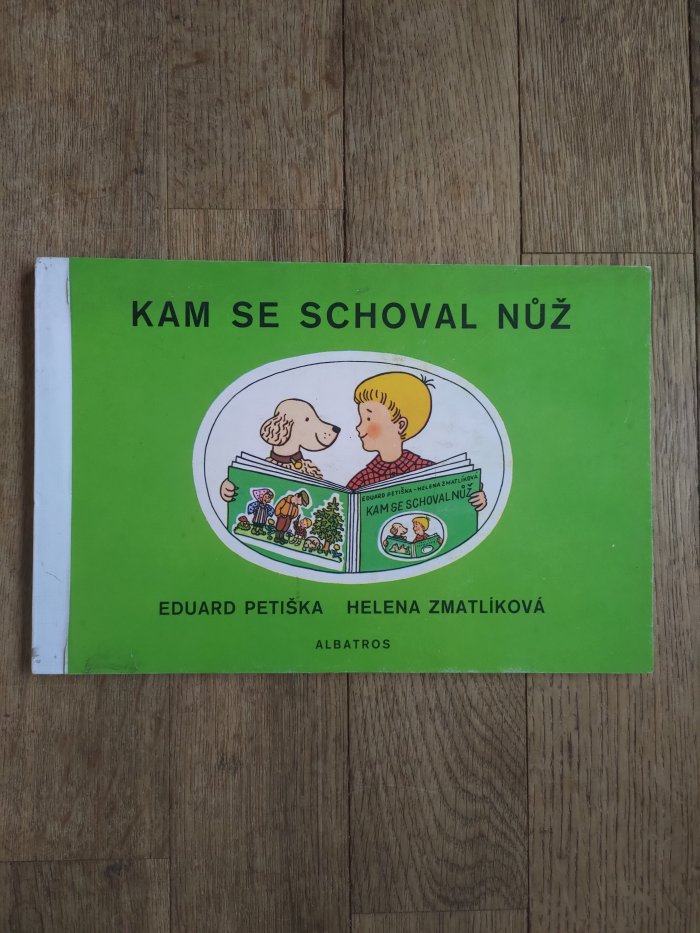 KAM SE SCHOVAL NŮŽ
EDUARD PETIŠKA - HELENA ZMATLÍKOVÁ
KAM SE SCHOVAL NŮŽ
EDUARD PETIŠKA HELENA ZMATLÍKOVÁ
ALBATROS